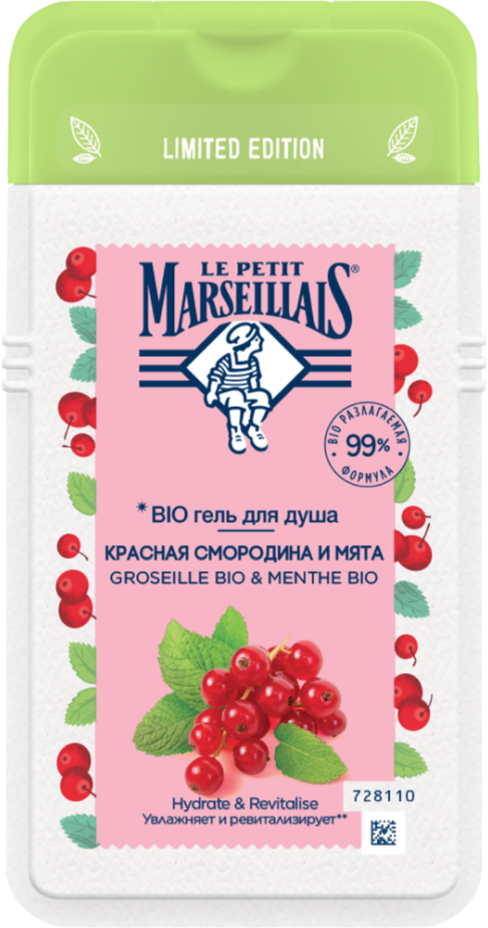 LIMITED EDITION
LE PETIT
MARSEILLAIS®
BIO РАЗЛАГАЕМАЯ
99%
ФОРМУЛА
*BIO гель для душа
КРАСНАЯ СМОРОДИНА И МЯТА
GROSEILLE BIO & MENTHE BIO
Hydrate & Revitalise
Увлажняет и ревитализирует**
728110